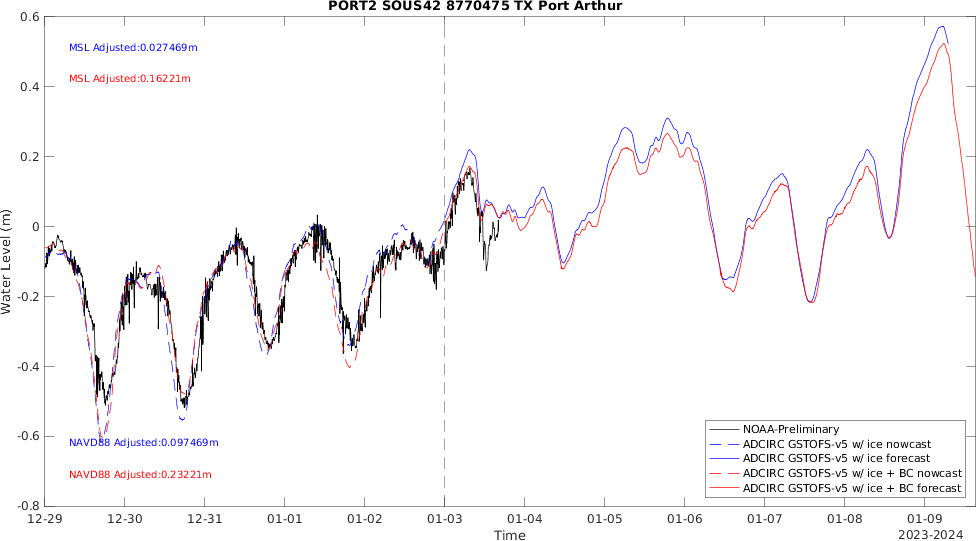 PORT2 SOUS42 8770475 TX Port Arthur
0.6
MSL Adjusted:0.027469m
MSL Adjusted:0.16221m
0.4
0.2
0
-0.2
-0.4
-0.6
-0.8
Water Level (m)
NAVD88 Adjusted:0.097469m
NAVD88 Adjusted:0.23221m
NOAA-Preliminary
ADCIRC GSTOFS-v5 w/ ice nowcast
ADCIRC GSTOFS-v5 w/ ice forecast
ADCIRC GSTOFS-v5 w/ ice + BC nowcast
ADCIRC GSTOFS-v5 w/ ice + BC forecast
12-29 12-30 12-31 01-01 01-02 01-03 01-04 01-05 01-06 01-07 01-08 01-09
Time
2023-2024